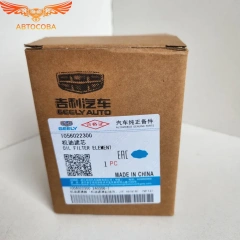 АВТОСОВА
吉利汽车
GEELY AUTO
汽车纯正备件
GEELY
1056022300
机油滤芯
OIL FILTER ELEMENT
EAC
1 PC
MADE IN CHINA